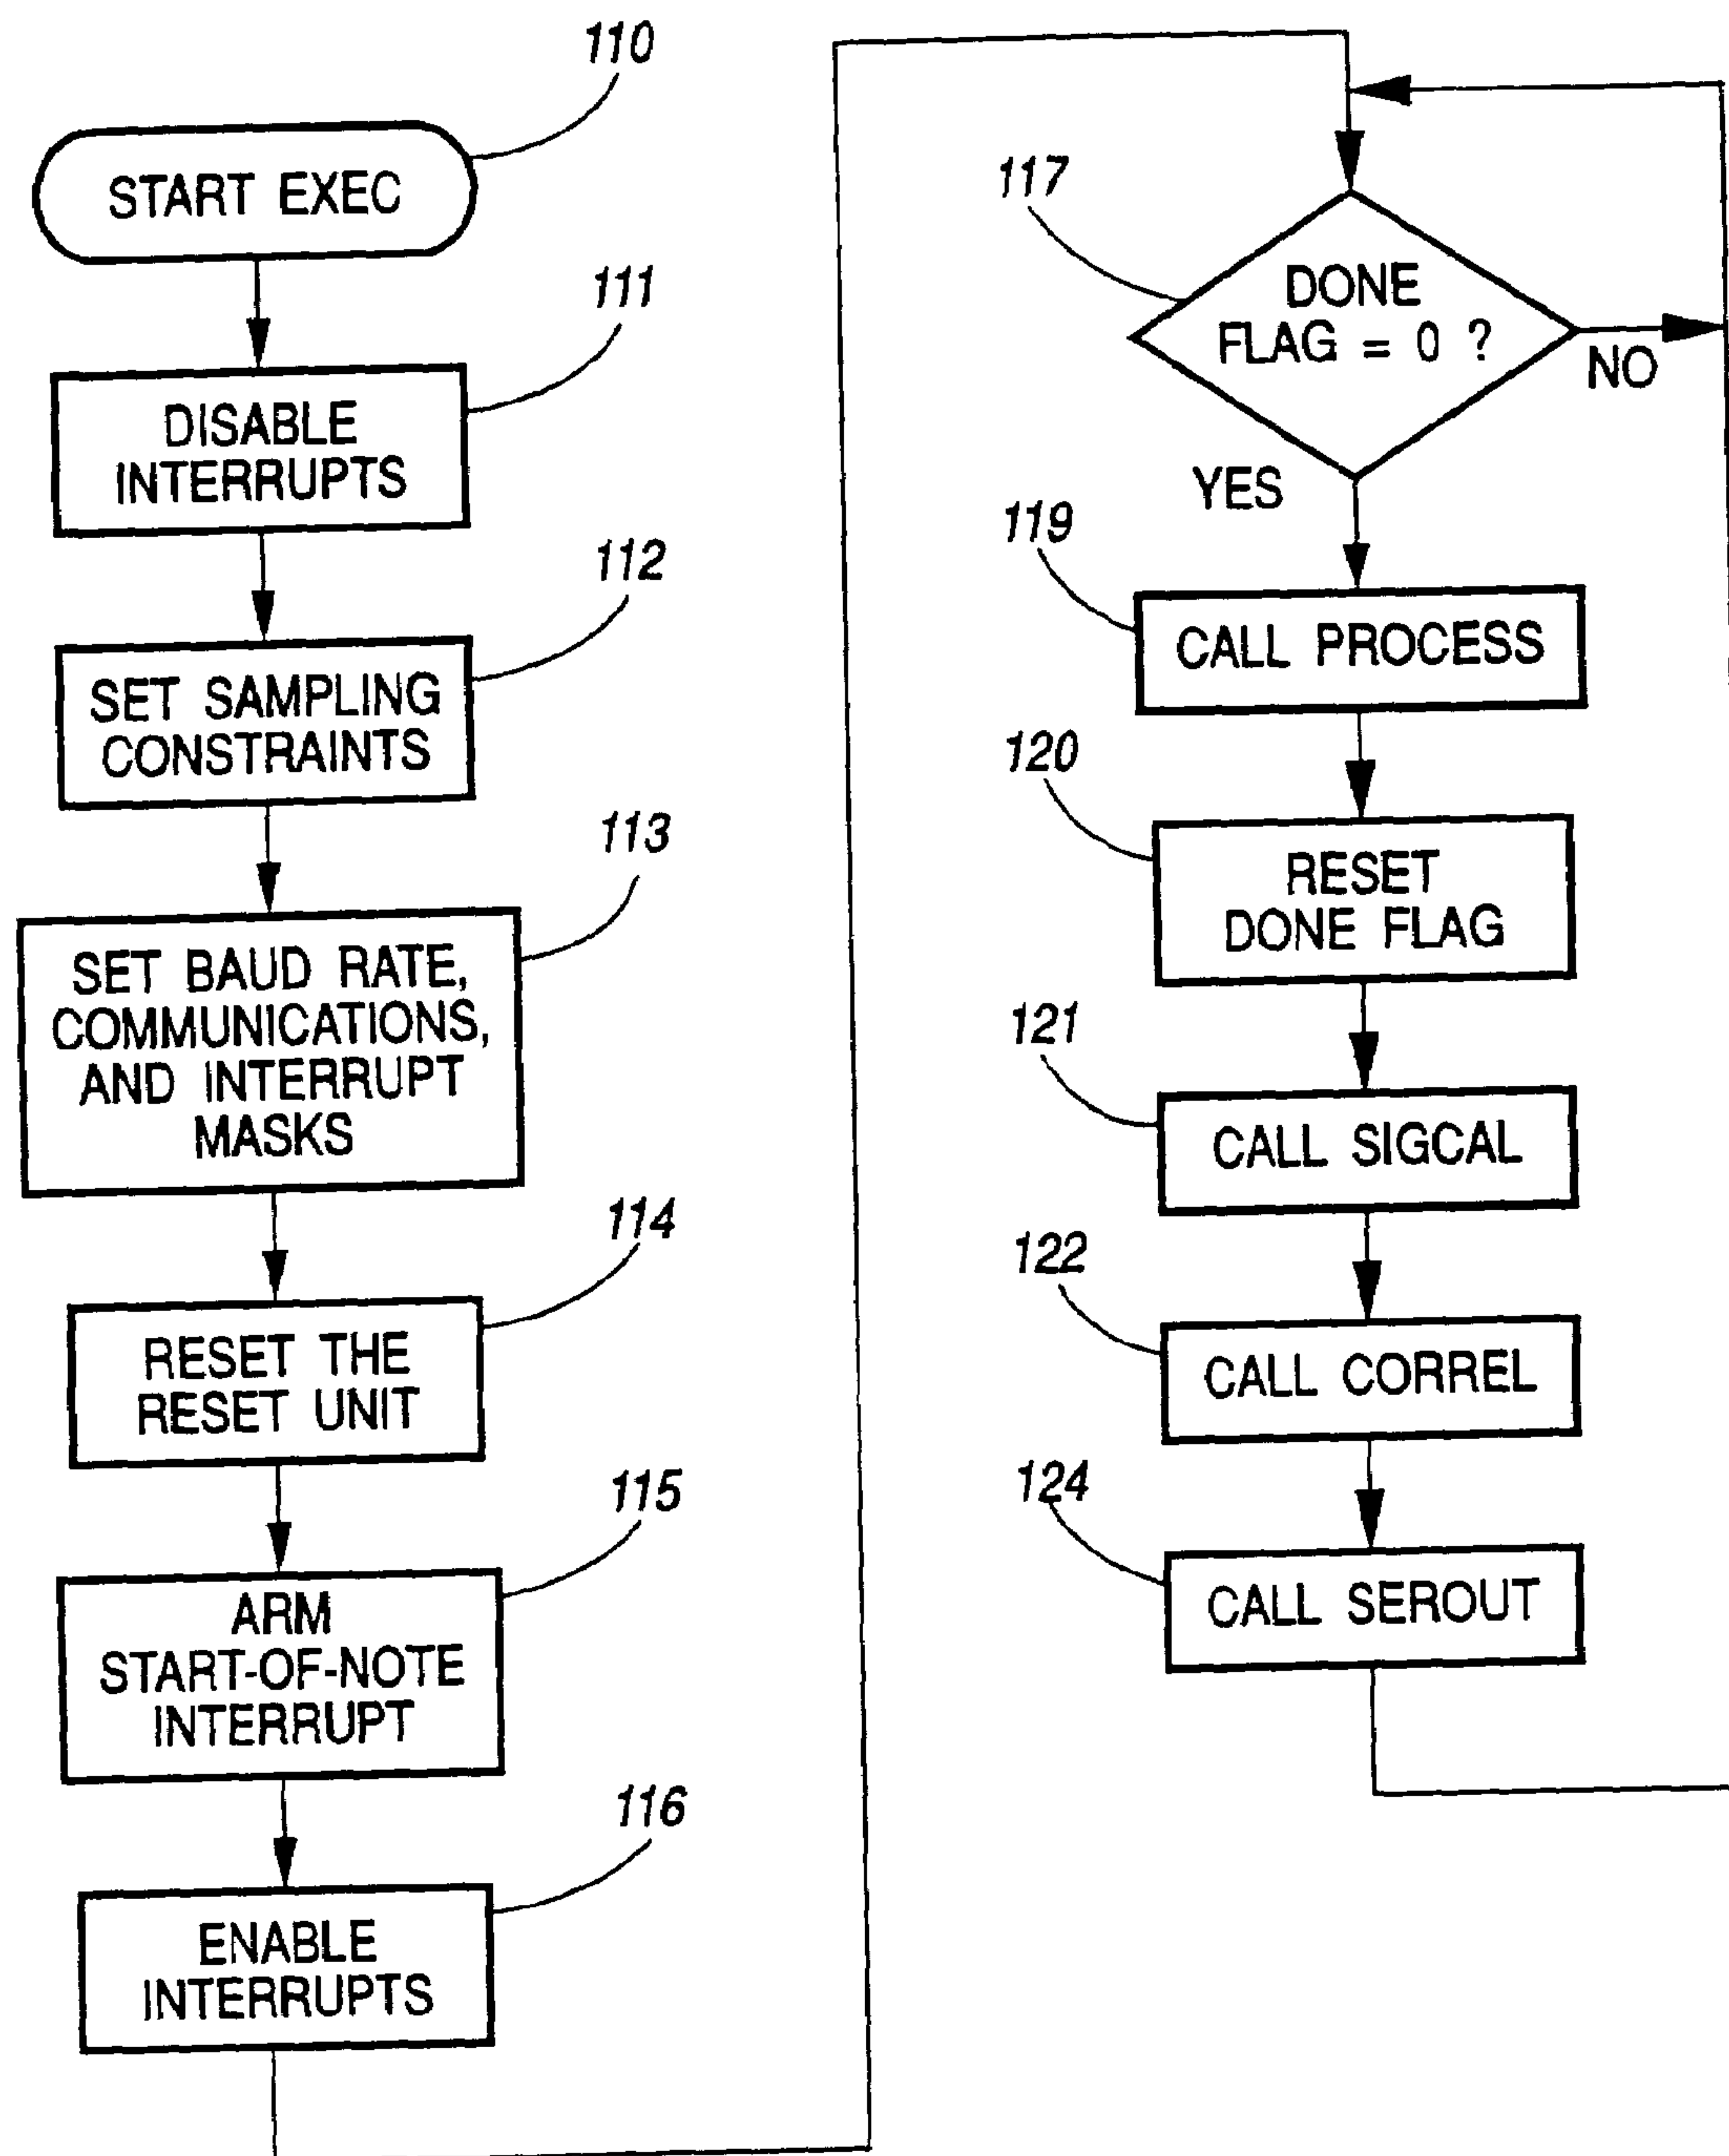 110
START EXEC
111
DISABLE
INTERRUPTS
112
SET SAMPLING
CONSTRAINTS
113
SET BAUD RATE,
COMMUNICATIONS,
AND INTERRUPT
MASKS
114
RESET THE
RESET UNIT
115
ARM
START-OF-NOTE
INTERRUPT
116
ENABLE
INTERRUPTS
117
DONE
FLAG = 0 ?
NO
YES
119
CALL PROCESS
120
RESET
DONE FLAG
121
CALL SIGCAL
122
CALL CORREL
124
CALL SEROUT